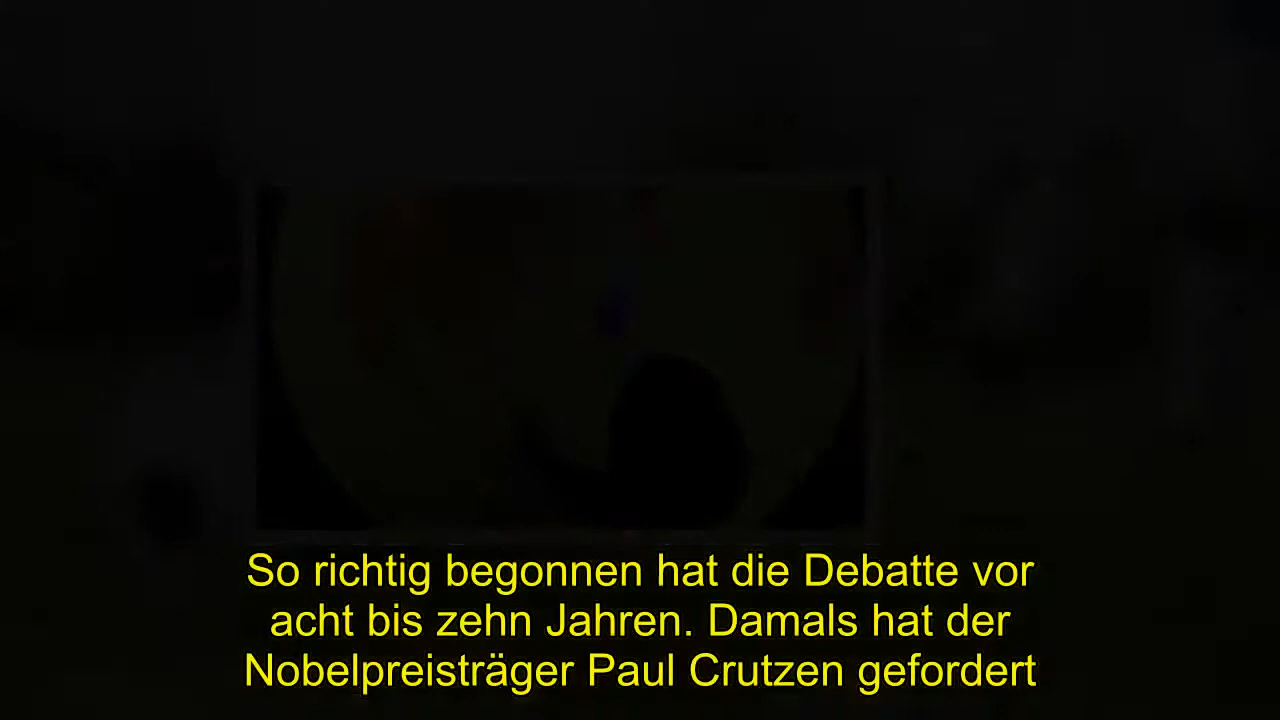 So richtig begonnen hat die Debatte vor
acht bis zehn Jahren. Damals hat der
Nobelpreisträger Paul Crutzen gefordert